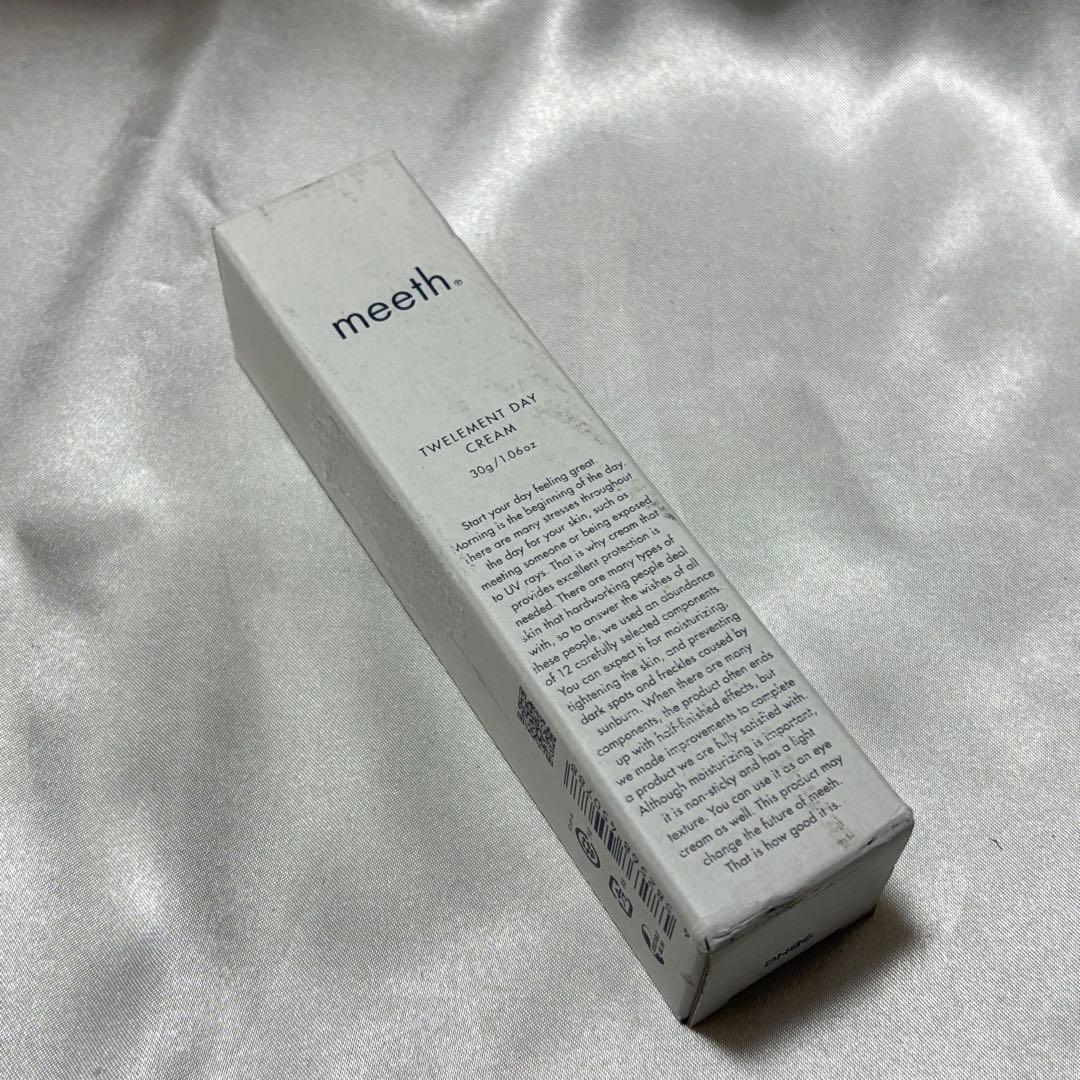 meeth®
TWELEMENT DAY
CREAM
30g/1.06oz
Start your day feeling great.
Morning is the beginning of the day.
There are many stresses throughout
the day for your skin, such as
meeting someone or being exposed
to UV rays. That is why cream that
provides excellent protection is
needed. There are many types of
skin that hardworking people deal
with, so to answer the wishes of all
these people, we used an abundance
of 12 carefully selected components.
You can expect ti for moisturizing,
tightening the skin, and preventing
dark spots and freckles caused by
sunburn. When there are many
components, the product otten ends
up with half-finished effects, but
we made improvements to complete
a product we are fully satisfied with.
Although moisturizing is important,
it is non-sticky and has a light
texture. You can use it as an eye
cream as well. This product may
change the future of meeth.
That is how good it is.